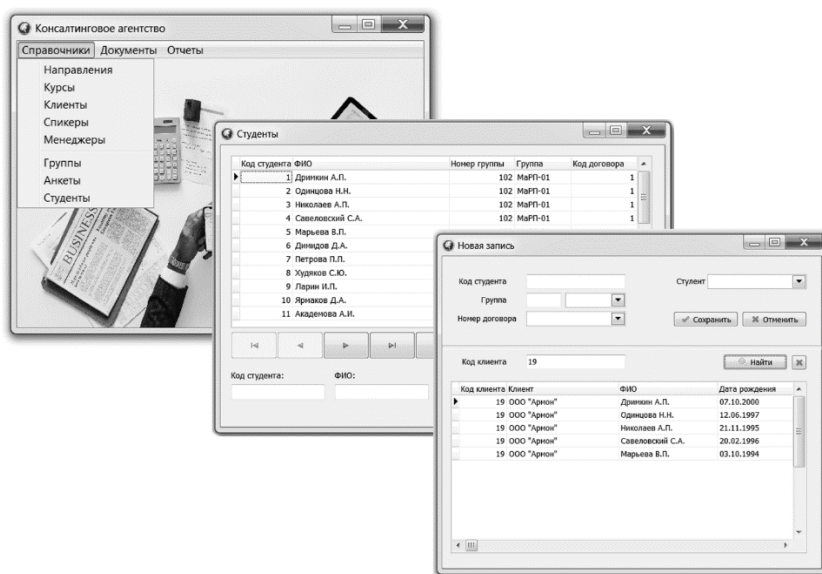 Консалтинговое агентство
Справочники Документы Отчеты
Направления
Курсы
Клиенты
Спикеры
Менеджеры
Группы
Анкеты
Студенты
BUSINESS
Студенты
Код студента ФИО Номер группы Группа Код договора
1 Дринкин А.П. 102 МаРП-01 1
2 Одинцова Н.Н. 102 МаРП-01 1
3 Николаев А.П. 102 МаРП-01 1
4 Савеловский С.А. 102 МаРП-01 1
5 Марьева В.П.
6 Димидов Д.А.
7 Петрова П.П.
8 Худяков С.Ю.
9 Ларин И.П.
10 Ярмаков Д.А.
11 Академова А.И.
Код студента: ФИО:
Новая запись
Код студента Стулент
Группа
Номер договора Сохранить Отменить
Код клиента 19 Найти
Код клиента Клиент ФИО Дата рождения
19 ООО "Арнон" Дринкин А.П. 07.10.2000
19 ООО "Арнон" Одинцова Н.Н. 12.06.1997
19 ООО "Арнон" Николаев А.П. 21.11.1995
19 ООО "Арнон" Савеловский С.А. 20.02.1996
19 ООО "Арнон" Марьева В.П. 03.10.1994